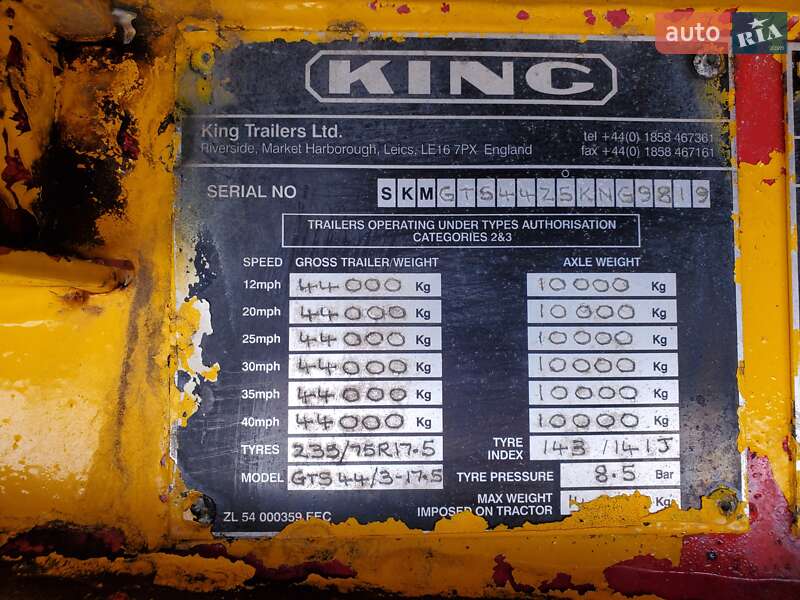 auto RIA.com
KING
King Trailers Ltd.
Riverside, Market Harborough, Leics, LE16 7PX England
tel +44(0) 1858 467361
fax +44(0) 1858 467161
SERIAL NO SKMGTS44Z5KNG9819
TRAILERS OPERATING UNDER TYPES AUTHORISATION
CATEGORIES 2&3
SPEED GROSS TRAILER/WEIGHT AXLE WEIGHT
12mph 44000 Kg 10000 Kg
20mph 44000 Kg 10000 Kg
25mph 44000 Kg 10000 Kg
30mph 44000 Kg 10000 Kg
35mph 44000 Kg 10000 Kg
40mph 44000 Kg 10000 Kg
TYRES 235/75R17.5 TYRE INDEX 143/141J
MODEL GTS44/3-17.5 TYRE PRESSURE 8.5 Bar
MAX WEIGHT
IMPOSED ON TRACTOR Kg
ZL 54 000359 EEC